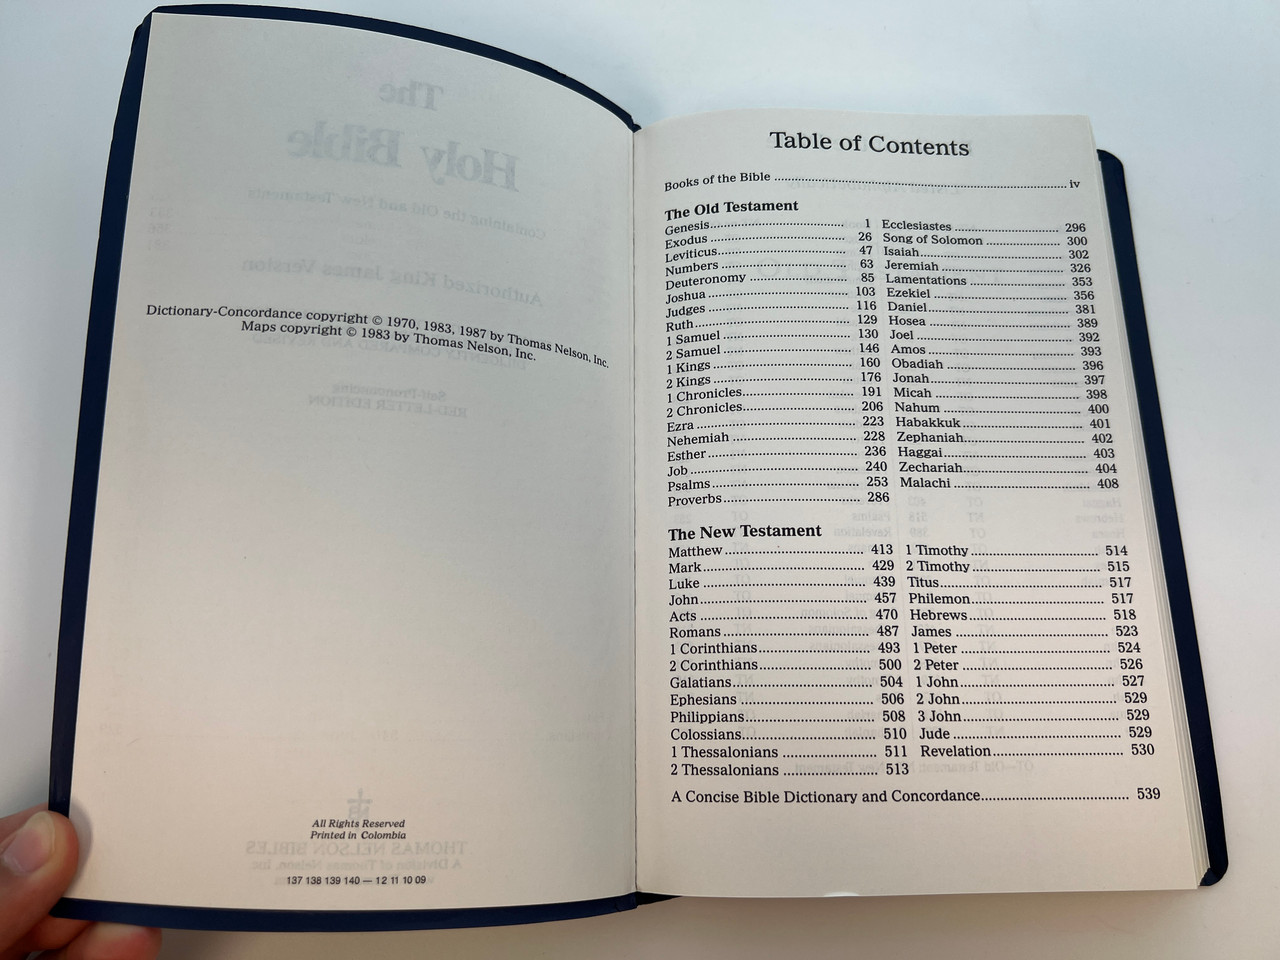 Dictionary-Concordance copyright © 1970, 1983, 1987 by Thomas Nelson, Inc.
Maps copyright © 1983 by Thomas Nelson, Inc.
All Rights Reserved
Printed in Colombia
137 138 139 140 — 12 11 10 09
Table of Contents
Books of the Bible ........ iv
The Old Testament
Genesis ........ 1
Exodus ........ 26
Leviticus ........ 47
Numbers ........ 63
Deuteronomy ........ 85
Joshua ........ 103
Judges ........ 116
Ruth ........ 129
1 Samuel ........ 130
2 Samuel ........ 146
1 Kings ........ 160
2 Kings ........ 176
1 Chronicles ........ 191
2 Chronicles ........ 206
Ezra ........ 223
Nehemiah ........ 228
Esther ........ 236
Job ........ 240
Psalms ........ 253
Proverbs ........ 286
Ecclesiastes ........ 296
Song of Solomon ........ 300
Isaiah ........ 302
Jeremiah ........ 326
Lamentations ........ 353
Ezekiel ........ 356
Daniel ........ 381
Hosea ........ 389
Joel ........ 392
Amos ........ 393
Obadiah ........ 396
Jonah ........ 397
Micah ........ 398
Nahum ........ 400
Habakkuk ........ 401
Zephaniah ........ 402
Haggai ........ 403
Zechariah ........ 404
Malachi ........ 408
The New Testament
Matthew ........ 413
Mark ........ 429
Luke ........ 439
John ........ 457
Acts ........ 470
Romans ........ 487
1 Corinthians ........ 493
2 Corinthians ........ 500
Galatians ........ 504
Ephesians ........ 506
Philippians ........ 508
Colossians ........ 510
1 Thessalonians ........ 511
2 Thessalonians ........ 513
1 Timothy ........ 514
2 Timothy ........ 515
Titus ........ 517
Philemon ........ 517
Hebrews ........ 518
James ........ 523
1 Peter ........ 524
2 Peter ........ 526
1 John ........ 527
2 John ........ 529
3 John ........ 529
Jude ........ 529
Revelation ........ 530
A Concise Bible Dictionary and Concordance ........ 539